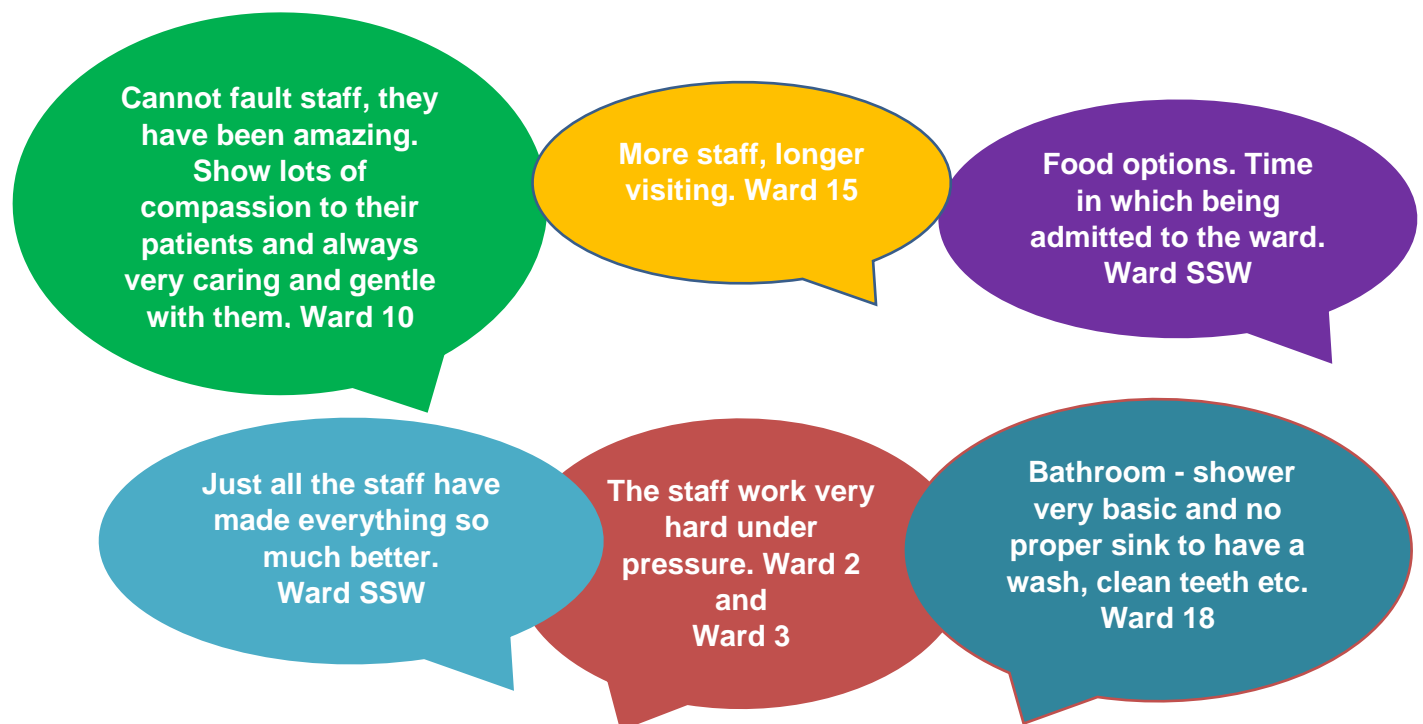 Cannot fault staff, they
have been amazing.
Show lots of
compassion to their
patients and always
very caring and gentle
with them. Ward 10
More staff, longer
visiting. Ward 15
Food options. Time
in which being
admitted to the ward.
Ward SSW
Just all the staff have
made everything so
much better.
Ward SSW
The staff work very
hard under
pressure. Ward 2
and
Ward 3
Bathroom - shower
very basic and no
proper sink to have a
wash, clean teeth etc.
Ward 18